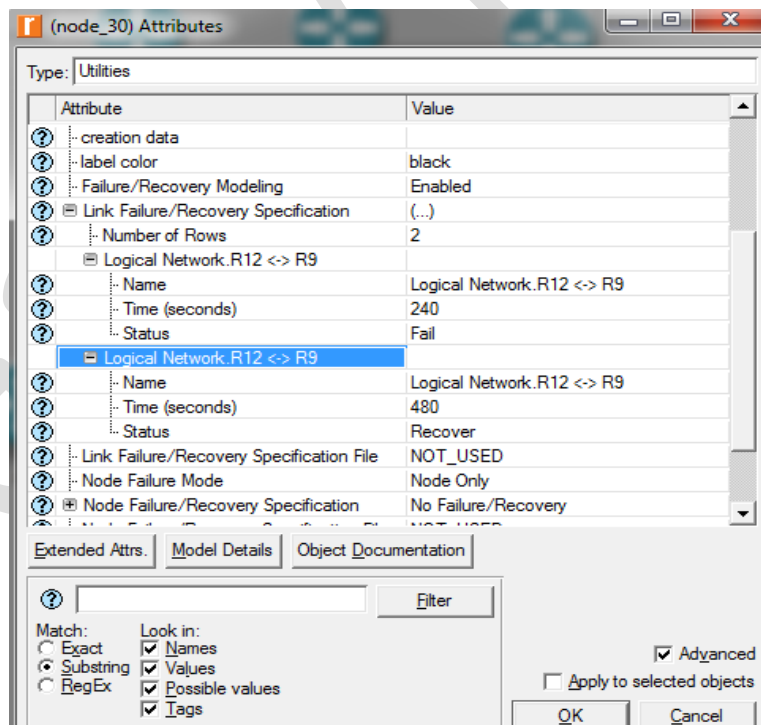 (node_30) Attributes
Type: Utilities
Attribute Value
creation data
label color black
Failure/Recovery Modeling Enabled
Link Failure/Recovery Specification (...)
Number of Rows 2
Logical Network.R12 <-> R9
Name Logical Network.R12 <-> R9
Time (seconds) 240
Status Fail
Logical Network.R12 <-> R9
Name Logical Network.R12 <-> R9
Time (seconds) 480
Status Recover
Link Failure/Recovery Specification File NOT_USED
Node Failure Mode Node Only
Node Failure/Recovery Specification No Failure/Recovery
Extended Attrs. Model Details Object Documentation
Filter
Match: Look in:
Exact Names
Substring Values
RegEx Possible values
Tags
Advanced
Apply to selected objects
OK Cancel